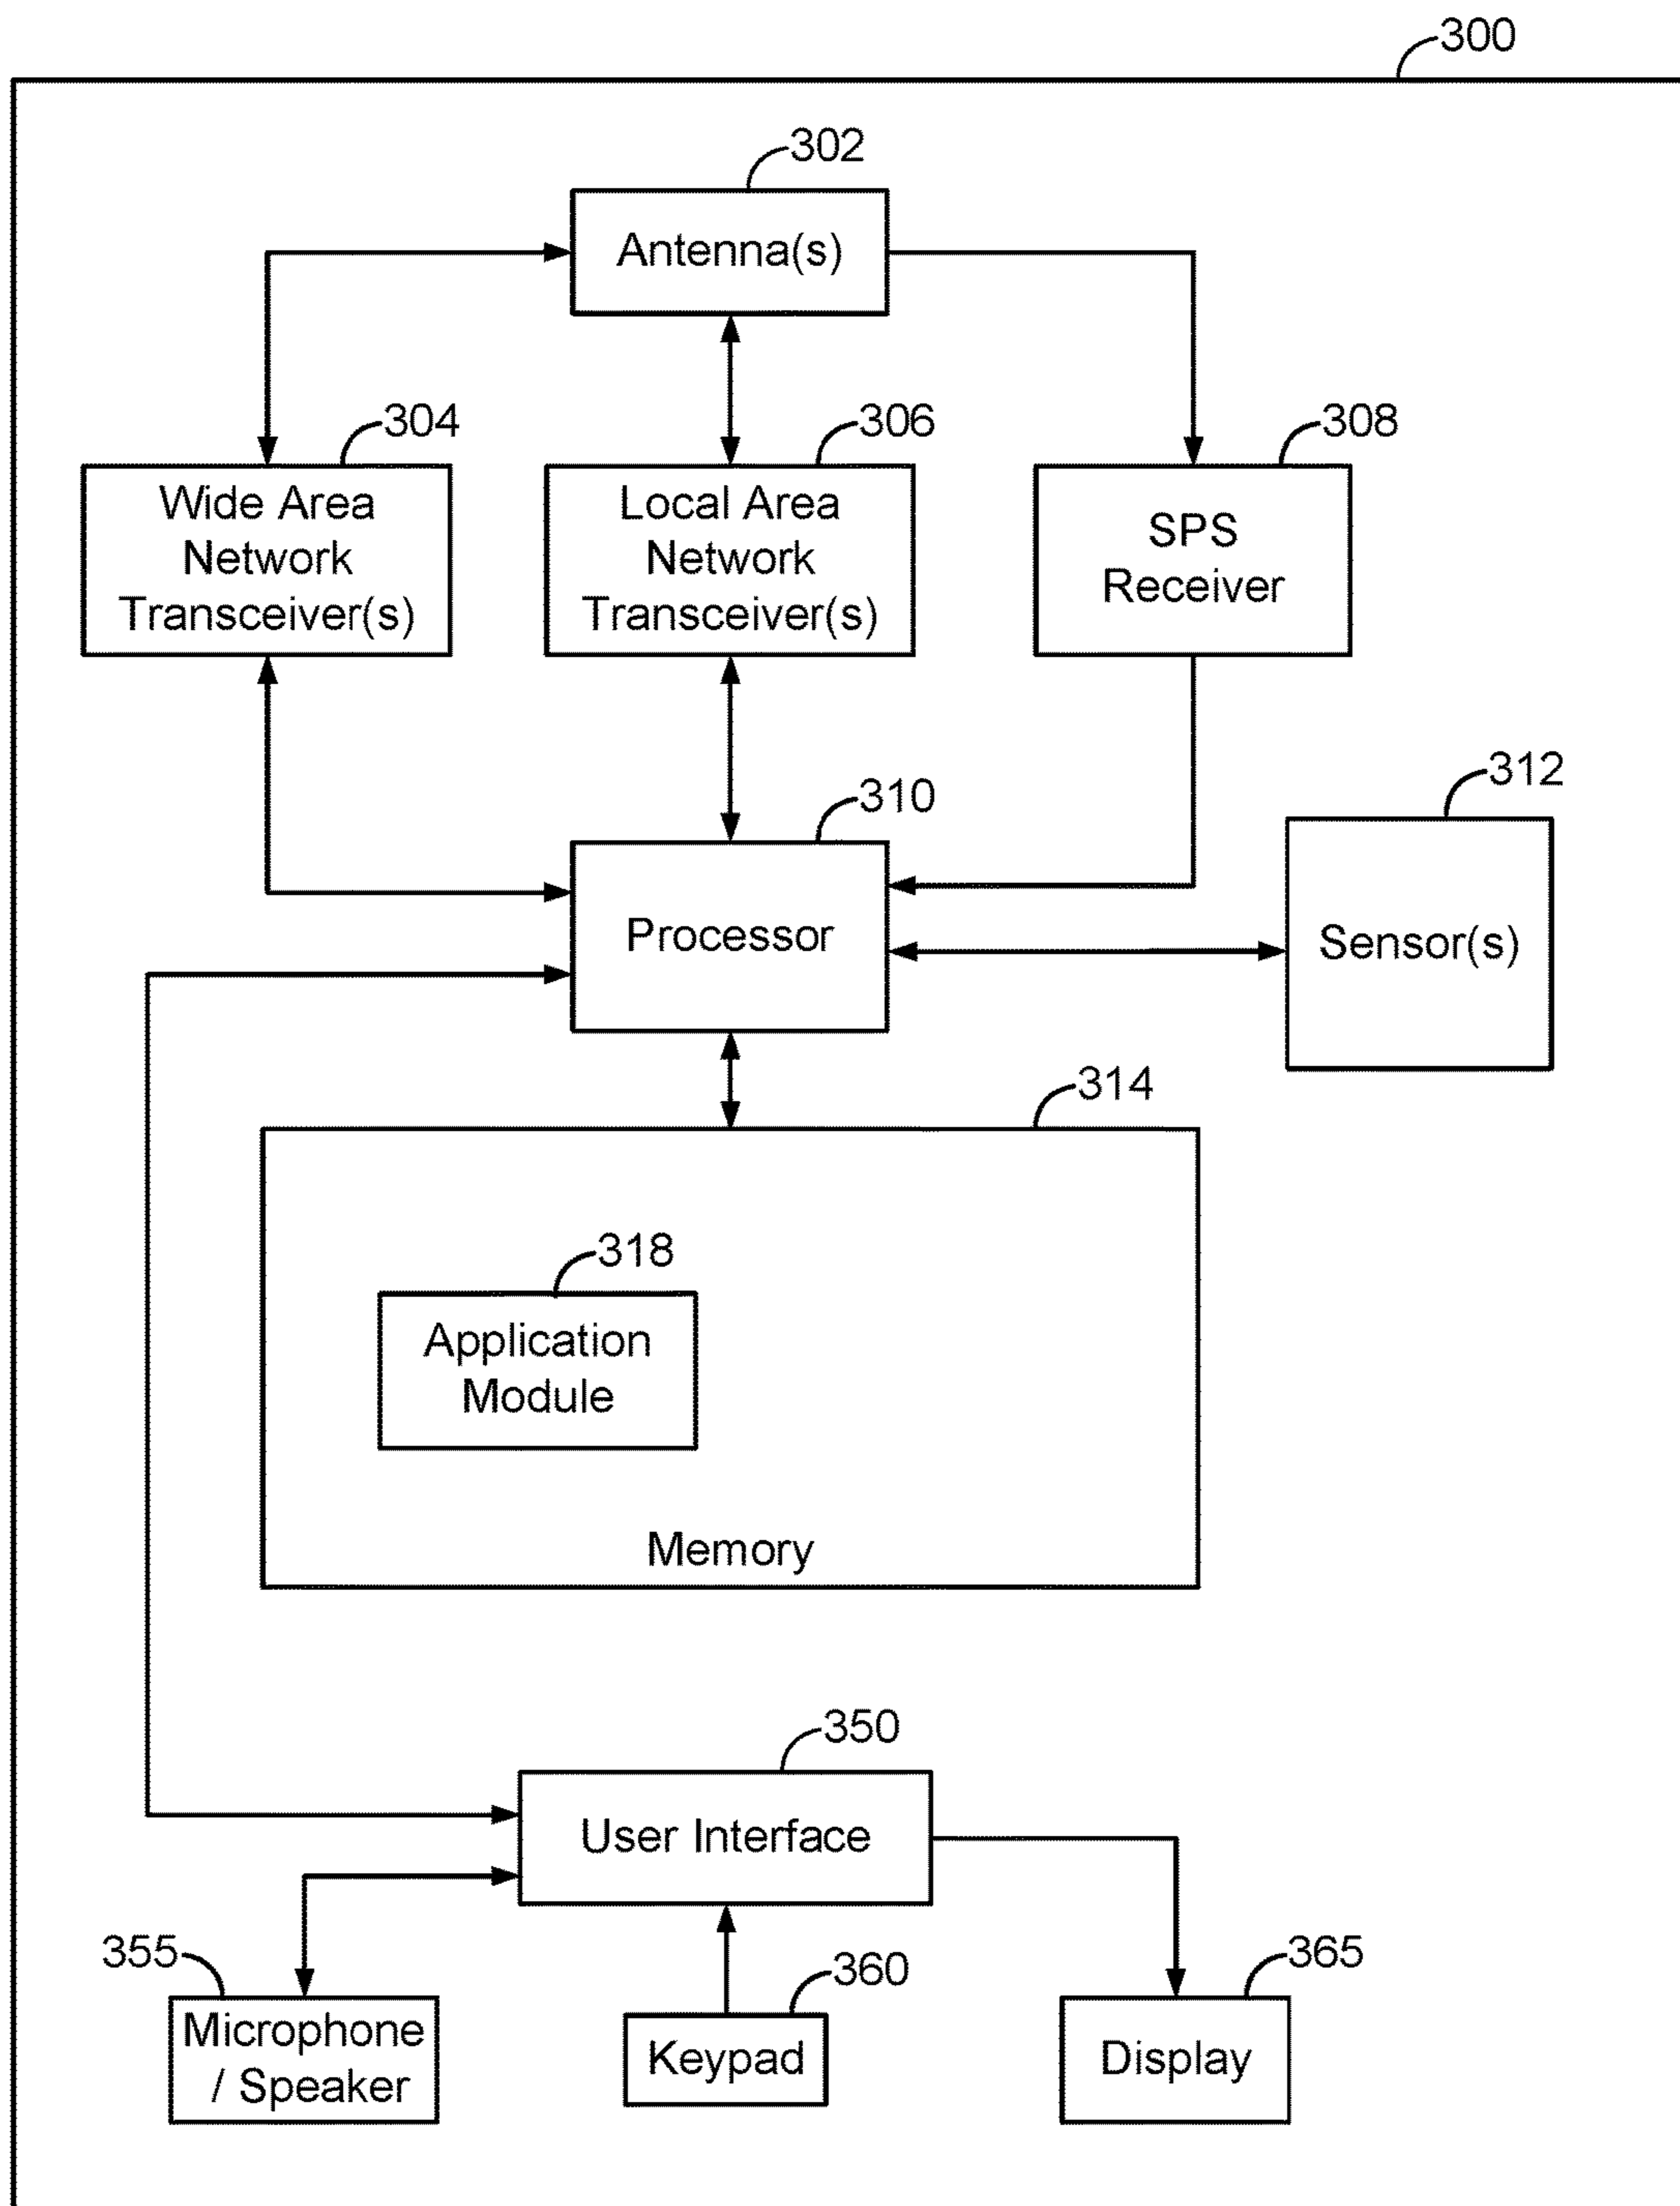 300
302
Antenna(s)
304
306
308
Wide Area
Network
Transceiver(s)
Local Area
Network
Transceiver(s)
SPS
Receiver
310
312
Processor
Sensor(s)
314
318
Application
Module
Memory
350
User Interface
355
360
365
Microphone
/ Speaker
Keypad
Display